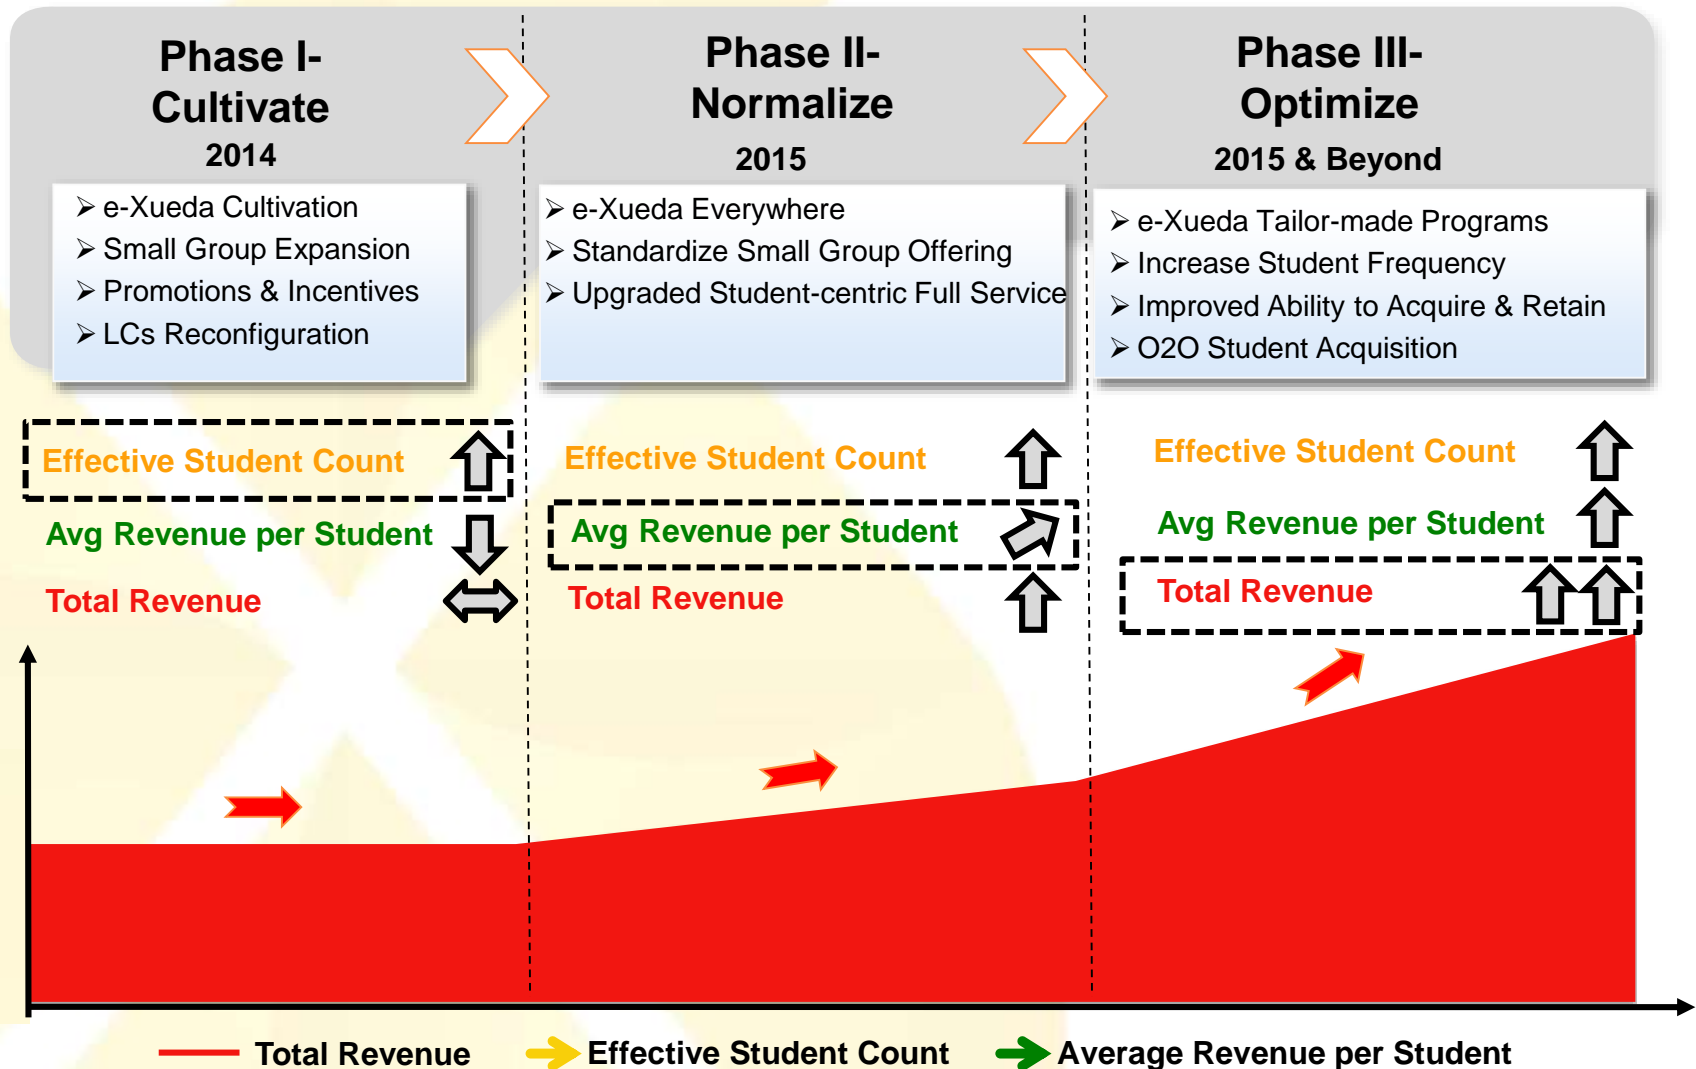 Phase I-
Cultivate
2014
➢ e-Xueda Cultivation
➢ Small Group Expansion
➢ Promotions & Incentives
➢ LCs Reconfiguration
Phase II-
Normalize
2015
➢ e-Xueda Everywhere
➢ Standardize Small Group Offering
➢ Upgraded Student-centric Full Service
Phase III-
Optimize
2015 & Beyond
➢ e-Xueda Tailor-made Programs
➢ Increase Student Frequency
➢ Improved Ability to Acquire & Retain
➢ O2O Student Acquisition
Effective Student Count
Avg Revenue per Student
Total Revenue
Effective Student Count
Avg Revenue per Student
Total Revenue
Effective Student Count
Avg Revenue per Student
Total Revenue
Total Revenue
Effective Student Count
Average Revenue per Student